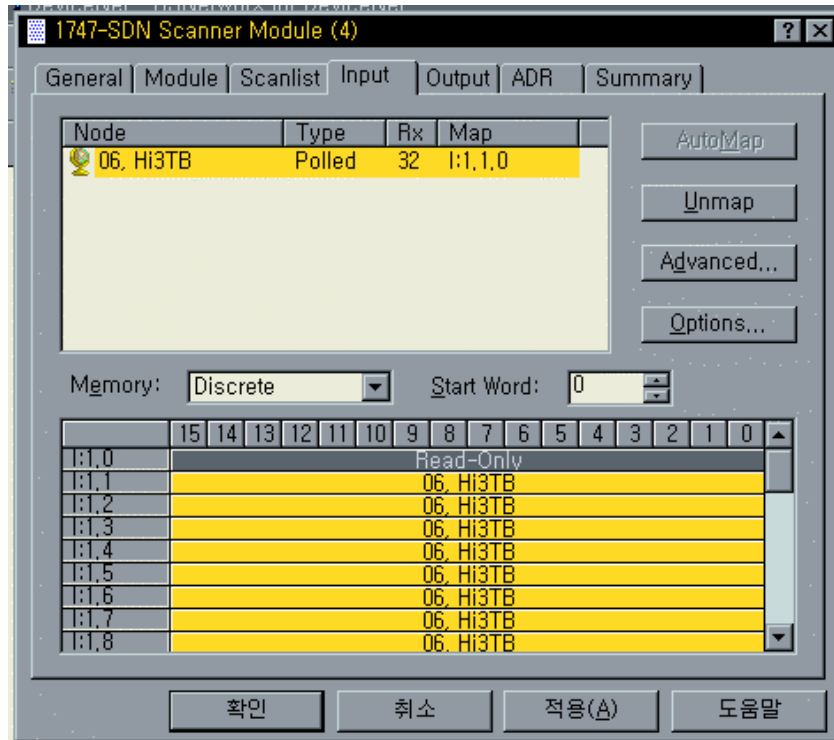 1747-SDN Scanner Module (4)
General Module Scanlist Input Output ADR Summary
Node Type Rx Map
06, Hi3TB Polled 32 I:1,1,0
AutoMap
Unmap
Advanced...
Options...
Memory: Discrete Start Word: 0
15 14 13 12 11 10 9 8 7 6 5 4 3 2 1 0
I:1,0 Read-Only
I:1,1 06, Hi3TB
I:1,2 06, Hi3TB
I:1,3 06, Hi3TB
I:1,4 06, Hi3TB
I:1,5 06, Hi3TB
I:1,6 06, Hi3TB
I:1,7 06, Hi3TB
I:1,8 06, Hi3TB
확인 취소 적용(A) 도움말